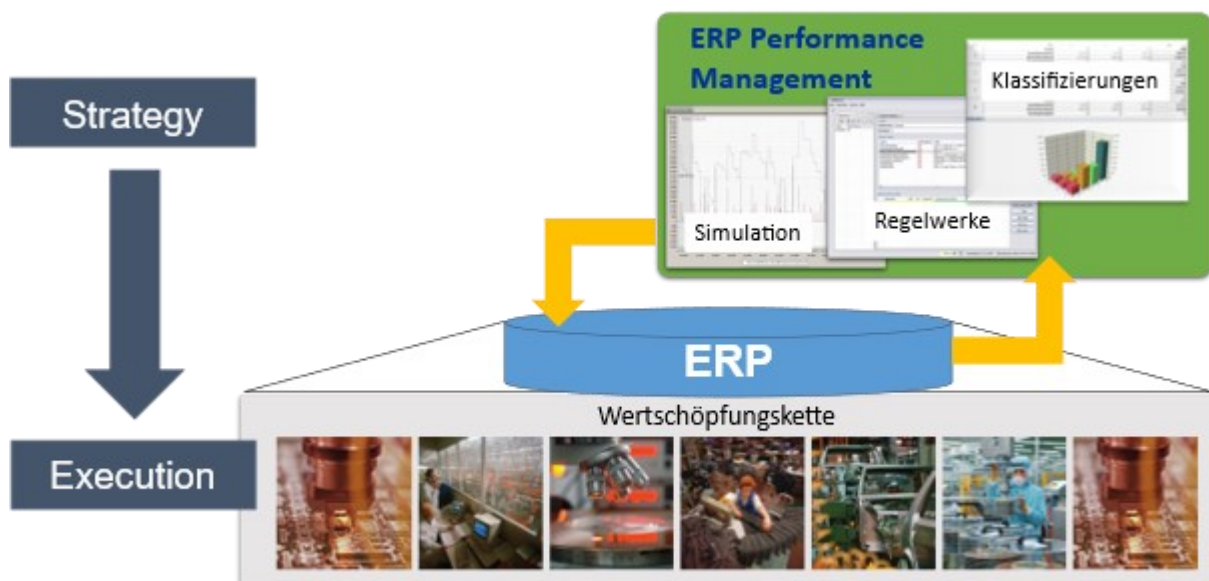 Strategy
ERP Performance
Management
Klassifizierungen
Regelwerke
Simulation
ERP
Wertschöpfungskette
Execution